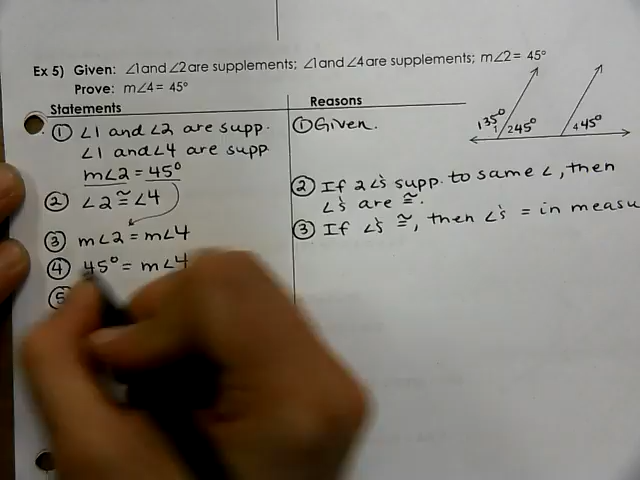 Ex 5) Given: ∠1 and ∠2 are supplements; ∠1 and ∠4 are supplements; m∠2 = 45°
Prove: m∠4 = 45°
Statements
Reasons
① ∠1 and ∠2 are supp.
∠1 and ∠4 are supp
m∠2 = 45°
② ∠2 ≅ ∠4
③ m∠2 = m∠4
④ 45° = m∠4
⑤
① Given.
② If 2 ∠'s supp. to same ∠, then
∠'s are ≅.
③ If ∠'s ≅, then ∠'s = in measu
135°
1
2 45°
4 45°